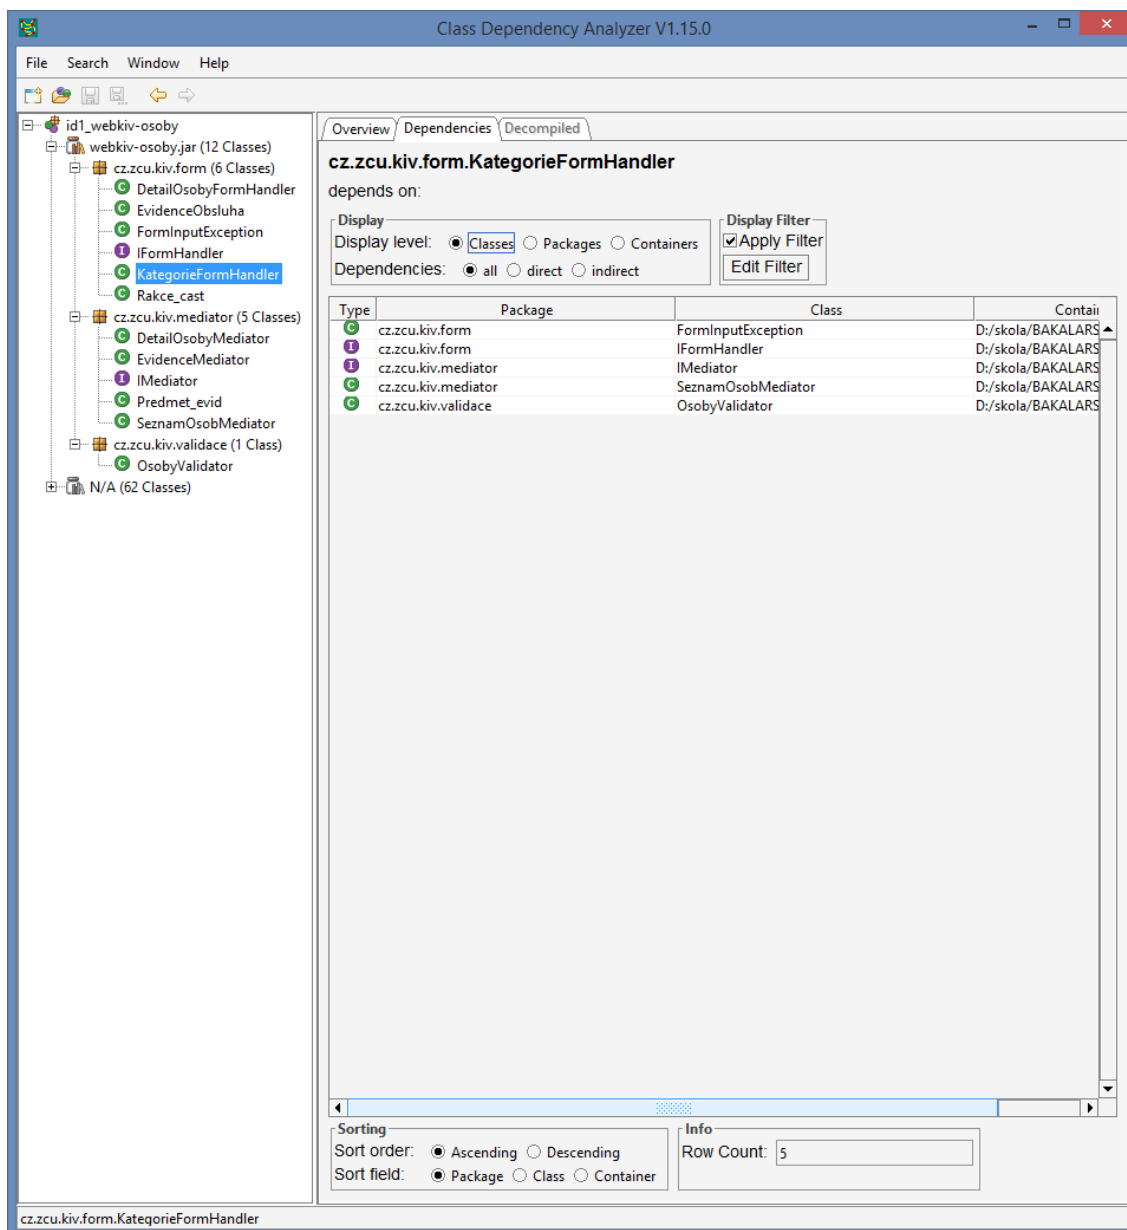 Class Dependency Analyzer V1.15.0
File Search Window Help
id1_webkiv-osoby
webkiv-osoby.jar (12 Classes)
cz.zcu.kiv.form (6 Classes)
DetailOsobyFormHandler
EvidenceObsluha
FormInputException
IFormHandler
KategorieFormHandler
Rakce_cast
cz.zcu.kiv.mediator (5 Classes)
DetailOsobyMediator
EvidenceMediator
IMediator
Predmet_evid
SeznamOsobMediator
cz.zcu.kiv.validace (1 Class)
OsobyValidator
N/A (62 Classes)
Overview Dependencies Decompiled
cz.zcu.kiv.form.KategorieFormHandler
depends on:
Display
Display level: Classes Packages Containers
Dependencies: all direct indirect
Display Filter
Apply Filter
Edit Filter
Type Package Class Contain
C cz.zcu.kiv.form FormInputException D:/skola/BAKALARS
I cz.zcu.kiv.form IFormHandler D:/skola/BAKALARS
I cz.zcu.kiv.mediator IMediator D:/skola/BAKALARS
C cz.zcu.kiv.mediator SeznamOsobMediator D:/skola/BAKALARS
C cz.zcu.kiv.validace OsobyValidator D:/skola/BAKALARS
Sorting
Sort order: Ascending Descending
Sort field: Package Class Container
Info
Row Count: 5
cz.zcu.kiv.form.KategorieFormHandler